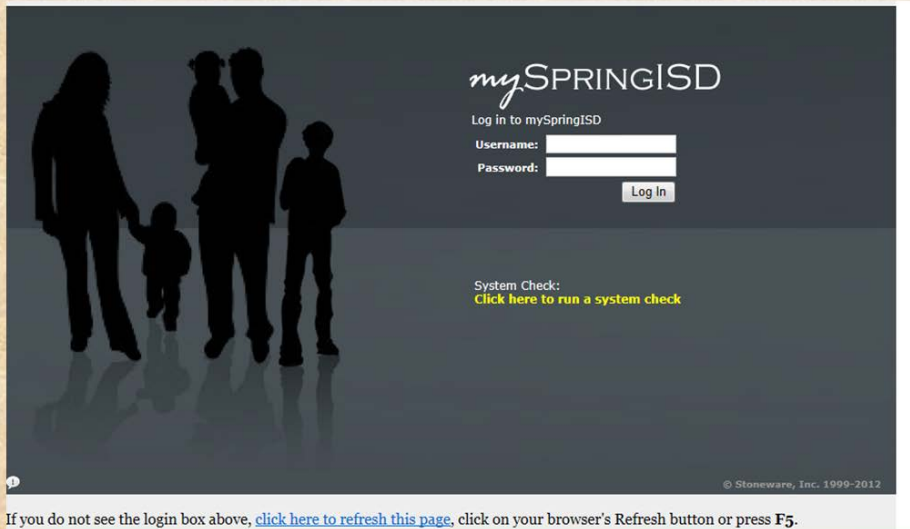 mySPRINGISD
Log in to mySpringISD
Username:
Password:
Log In
System Check:
Click here to run a system check
© Stoneware, Inc. 1999-2012
If you do not see the login box above, click here to refresh this page, click on your browser's Refresh button or press F5.